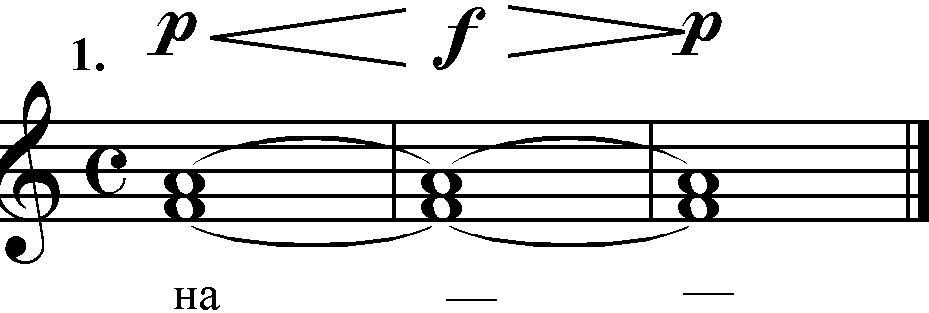 1. p f p
на — —